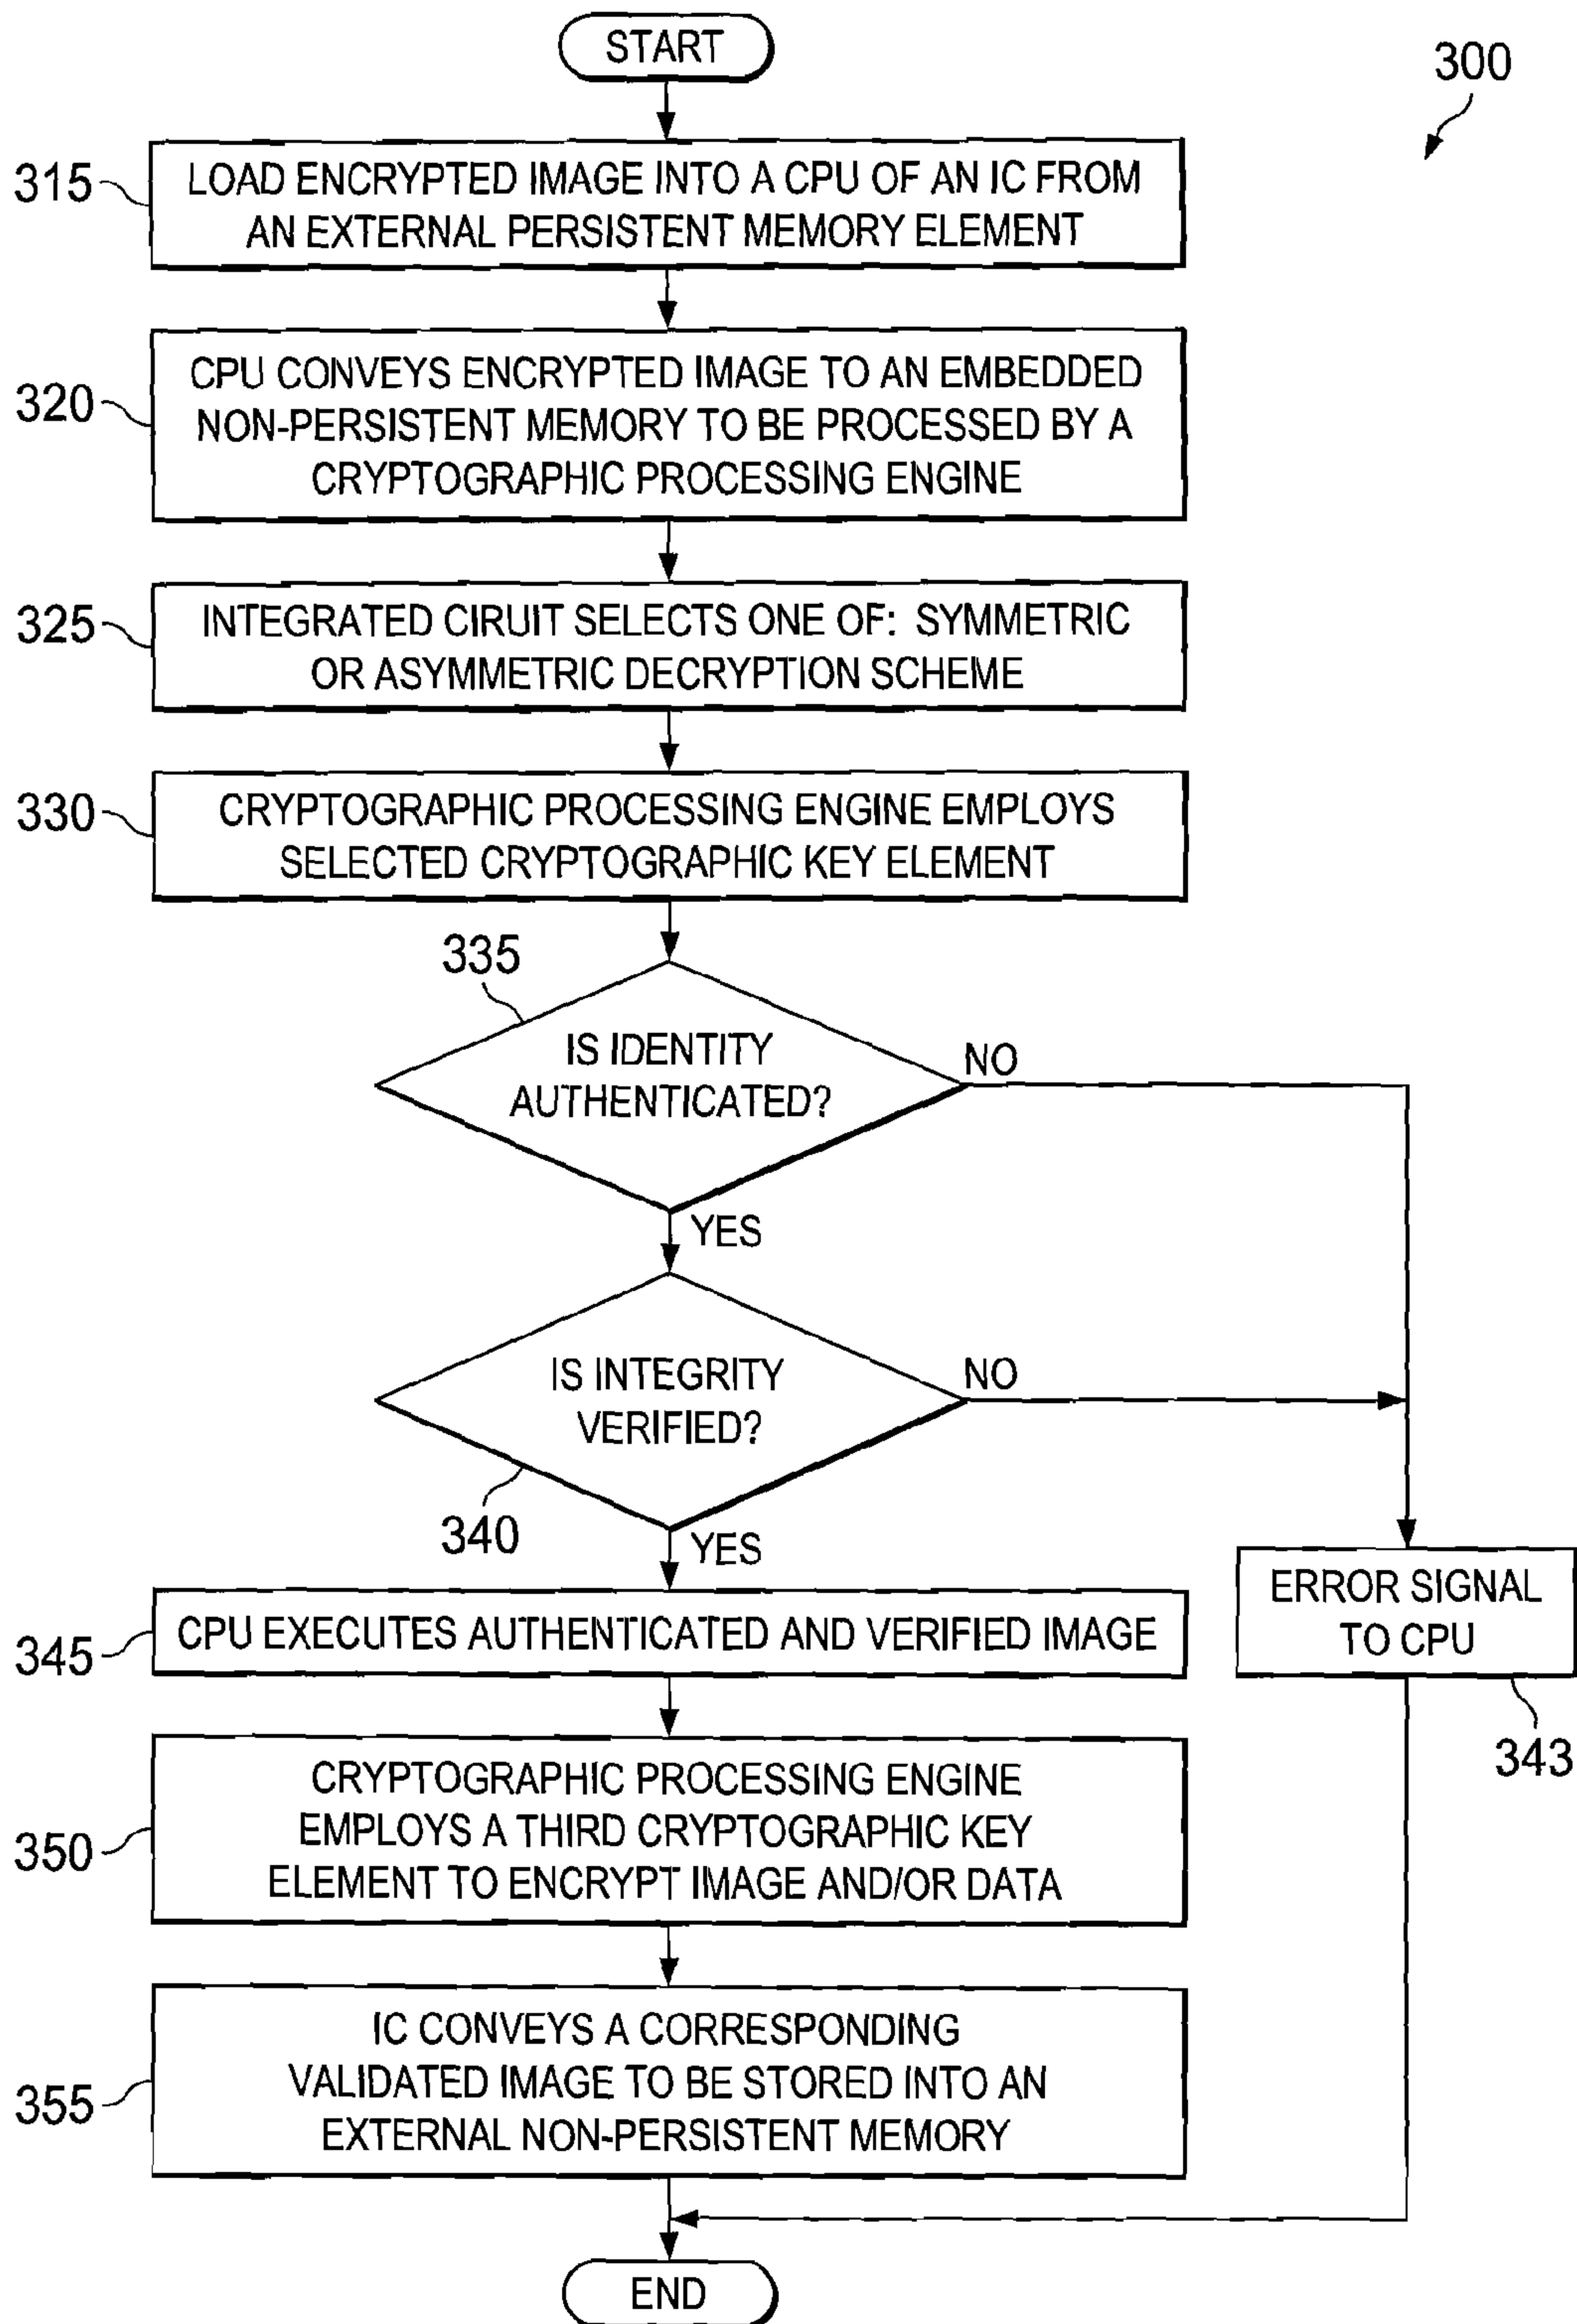 START
300
315
LOAD ENCRYPTED IMAGE INTO A CPU OF AN IC FROM
AN EXTERNAL PERSISTENT MEMORY ELEMENT
320
CPU CONVEYS ENCRYPTED IMAGE TO AN EMBEDDED
NON-PERSISTENT MEMORY TO BE PROCESSED BY A
CRYPTOGRAPHIC PROCESSING ENGINE
325
INTEGRATED CIRUIT SELECTS ONE OF: SYMMETRIC
OR ASYMMETRIC DECRYPTION SCHEME
330
CRYPTOGRAPHIC PROCESSING ENGINE EMPLOYS
SELECTED CRYPTOGRAPHIC KEY ELEMENT
335
IS IDENTITY
AUTHENTICATED?
NO
YES
IS INTEGRITY
VERIFIED?
NO
340
YES
345
CPU EXECUTES AUTHENTICATED AND VERIFIED IMAGE
ERROR SIGNAL
TO CPU
343
350
CRYPTOGRAPHIC PROCESSING ENGINE
EMPLOYS A THIRD CRYPTOGRAPHIC KEY
ELEMENT TO ENCRYPT IMAGE AND/OR DATA
355
IC CONVEYS A CORRESPONDING
VALIDATED IMAGE TO BE STORED INTO AN
EXTERNAL NON-PERSISTENT MEMORY
END